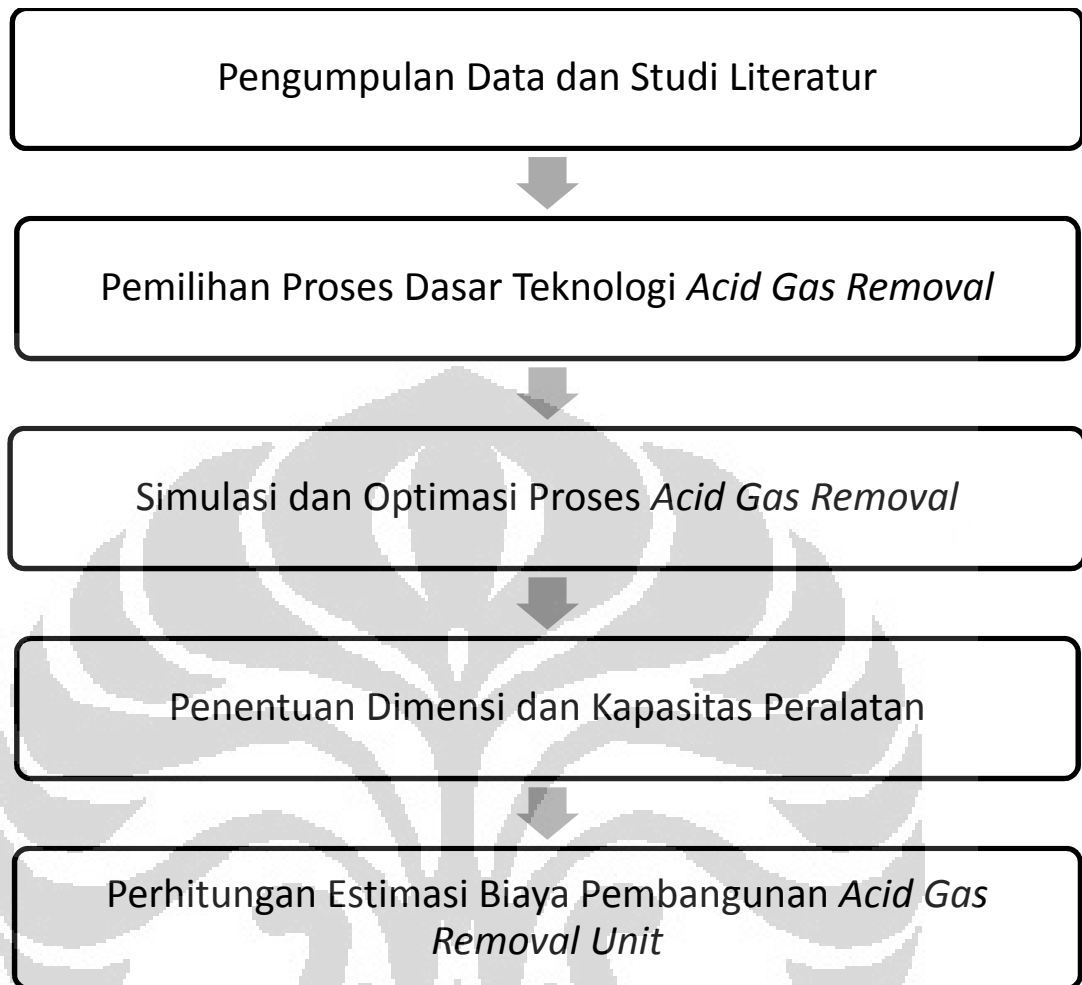 Pengumpulan Data dan Studi Literatur
Pemilihan Proses Dasar Teknologi Acid Gas Removal
Simulasi dan Optimasi Proses Acid Gas Removal
Penentuan Dimensi dan Kapasitas Peralatan
Perhitungan Estimasi Biaya Pembangunan Acid Gas
Removal Unit